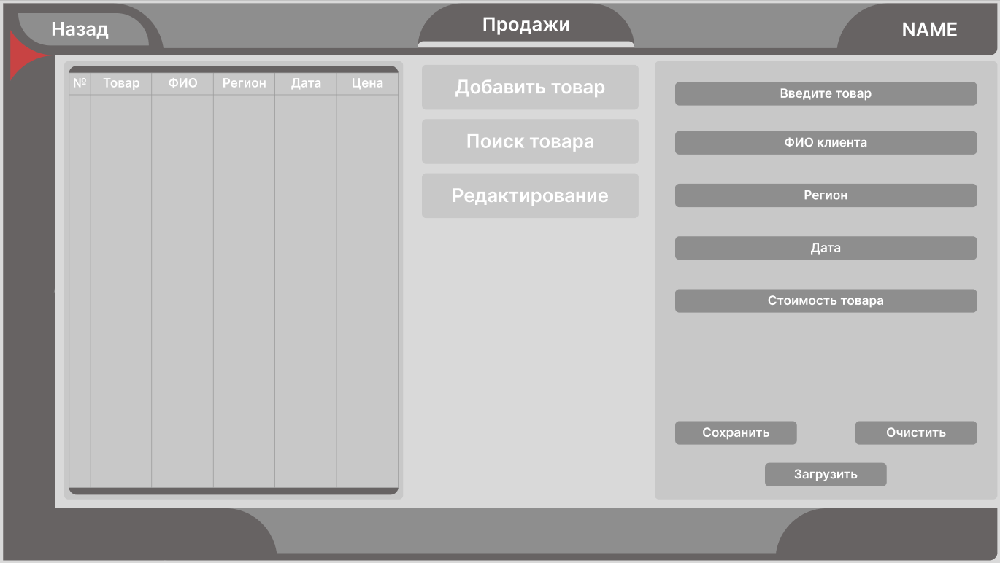 Назад
Продажи
NAME
№ Товар ФИО Регион Дата Цена
Добавить товар
Поиск товара
Редактирование
Введите товар
ФИО клиента
Регион
Дата
Стоимость товара
Сохранить
Очистить
Загрузить